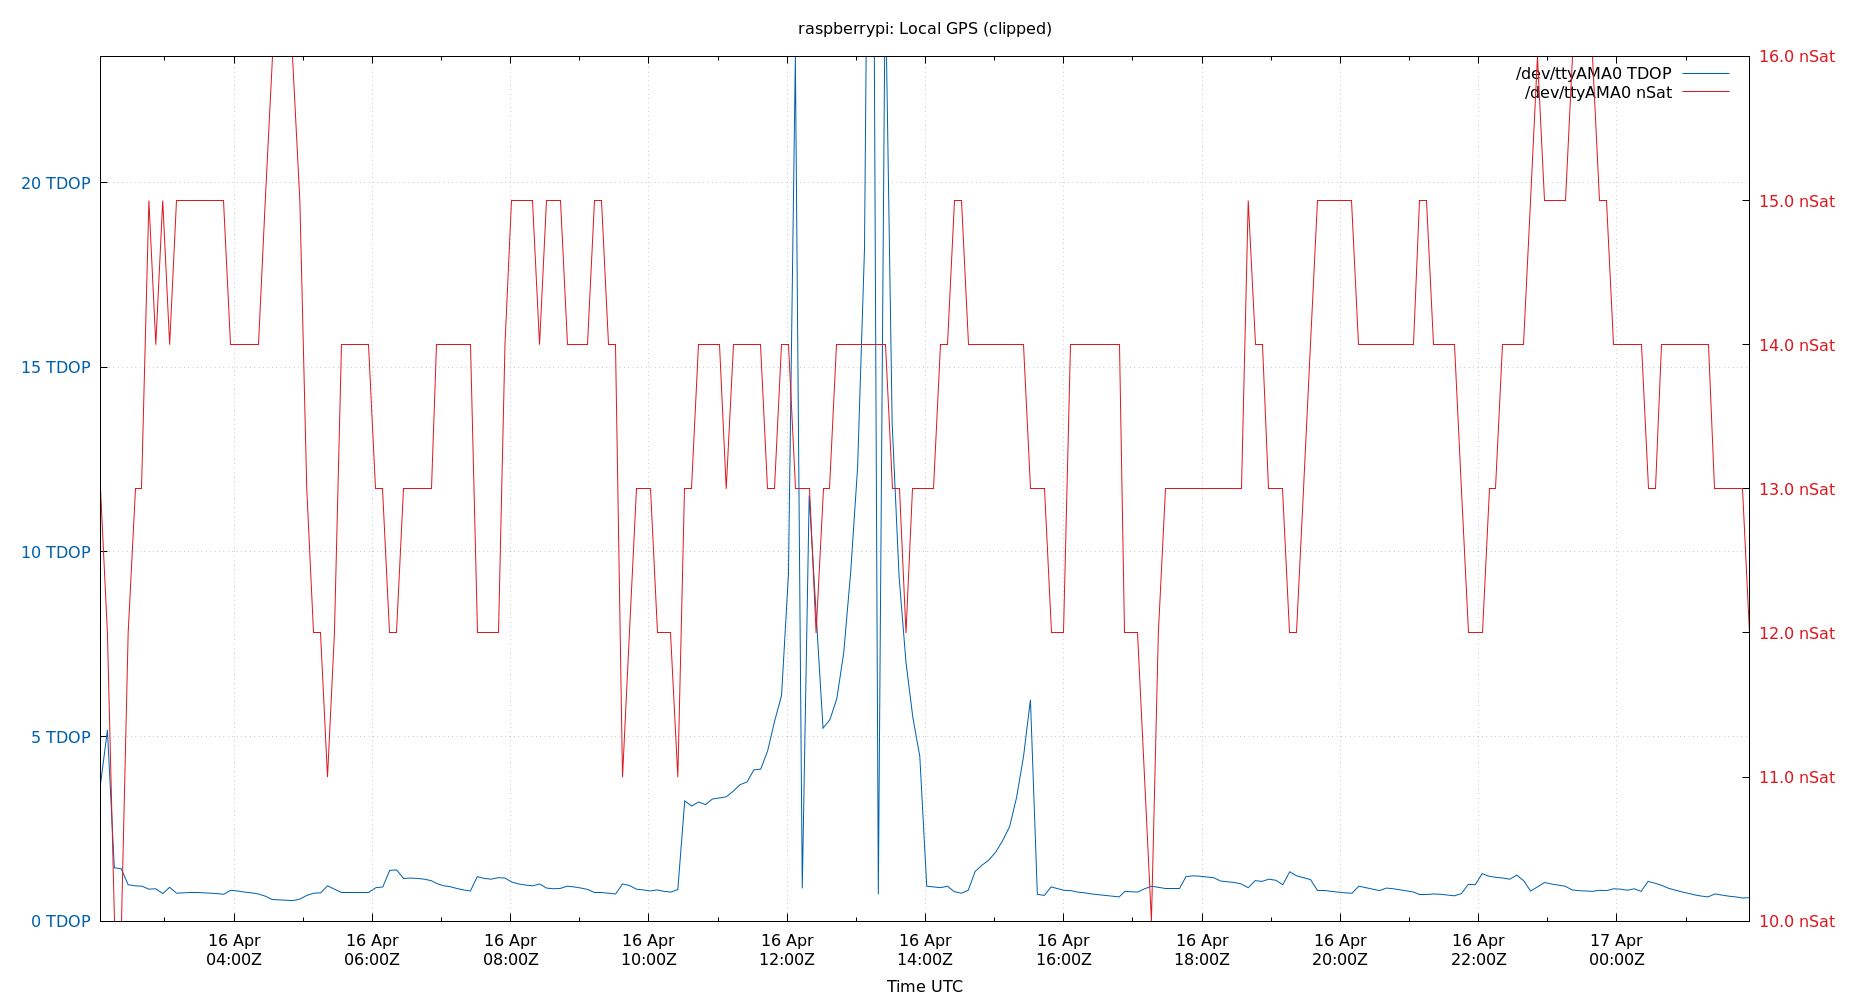 raspberrypi: Local GPS (clipped)
16.0 nSat
/dev/ttyAMA0 TDOP
/dev/ttyAMA0 nSat
20 TDOP
15.0 nSat
14.0 nSat
15 TDOP
13.0 nSat
10 TDOP
12.0 nSat
5 TDOP
11.0 nSat
0 TDOP
10.0 nSat
16 Apr
04:00Z
16 Apr
06:00Z
16 Apr
08:00Z
16 Apr
10:00Z
16 Apr
12:00Z
16 Apr
14:00Z
16 Apr
16:00Z
16 Apr
18:00Z
16 Apr
20:00Z
16 Apr
22:00Z
17 Apr
00:00Z
Time UTC